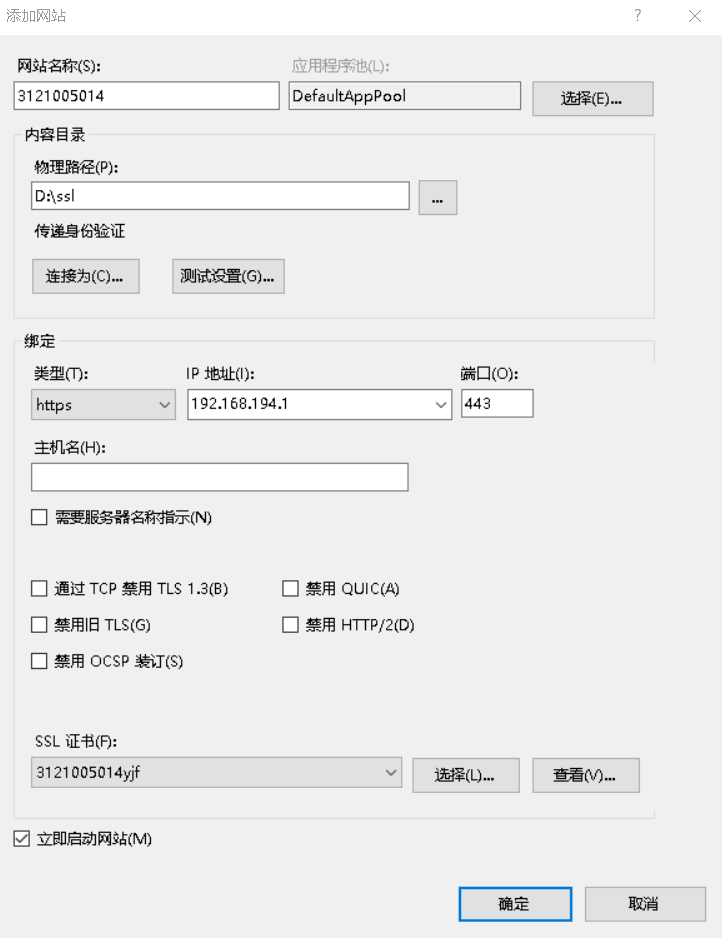 添加网站
?
网站名称(S): 应用程序池(L):
3121005014 DefaultAppPool 选择(E)...
内容目录
物理路径(P):
D:\ssl ...
传递身份验证
连接为(C)... 测试设置(G)...
绑定
类型(T): IP 地址(I): 端口(O):
https 192.168.194.1 443
主机名(H):
需要服务器名称指示(N)
通过 TCP 禁用 TLS 1.3(B) 禁用 QUIC(A)
禁用旧 TLS(G) 禁用 HTTP/2(D)
禁用 OCSP 装订(S)
SSL 证书(F):
3121005014yjf 选择(L)... 查看(V)...
立即启动网站(M)
确定 取消